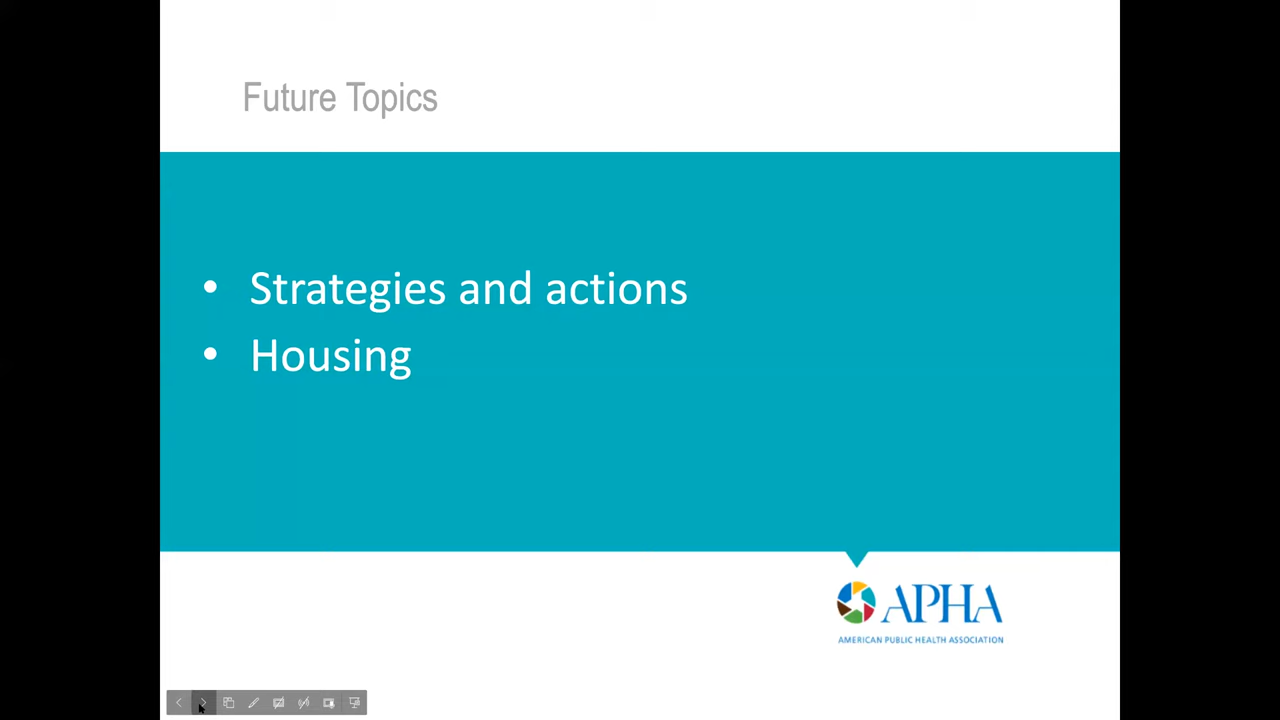 Future Topics
• Strategies and actions
• Housing
APHA
AMERICAN PUBLIC HEALTH ASSOCIATION